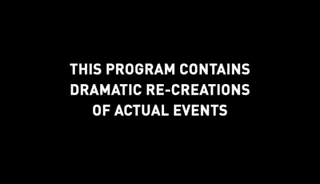 THIS PROGRAM CONTAINS
DRAMATIC RE-CREATIONS
OF ACTUAL EVENTS